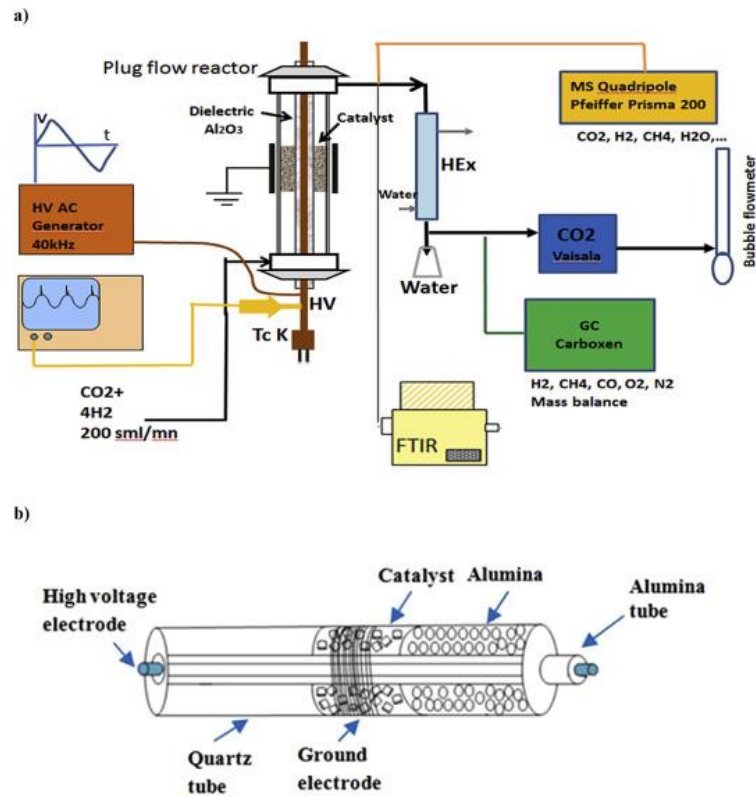 a)
Plug flow reactor
Dielectric
Al2O3
Catalyst
V
t
HV AC
Generator
40kHz
HV
Tc K
CO2+
4H2
200 sml/mn
HEx
Water
Water
MS Quadripole
Pfeiffer Prisma 200
CO2, H2, CH4, H2O,...
CO2
Vaisala
Bubble flowmeter
GC
Carboxen
H2, CH4, CO, O2, N2
Mass balance
FTIR
b)
High voltage
electrode
Catalyst
Alumina
Alumina
tube
Quartz
tube
Ground
electrode